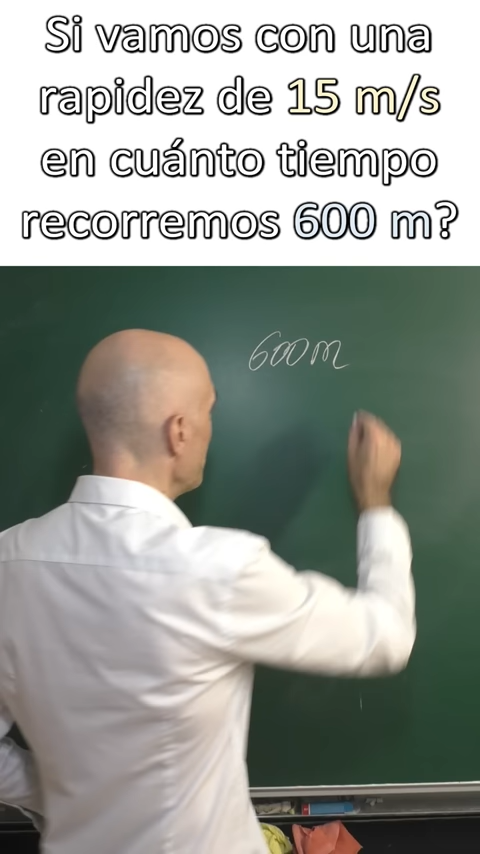 Si vamos con una
rapidez de 15 m/s
en cuánto tiempo
recorremos 600 m?
600m